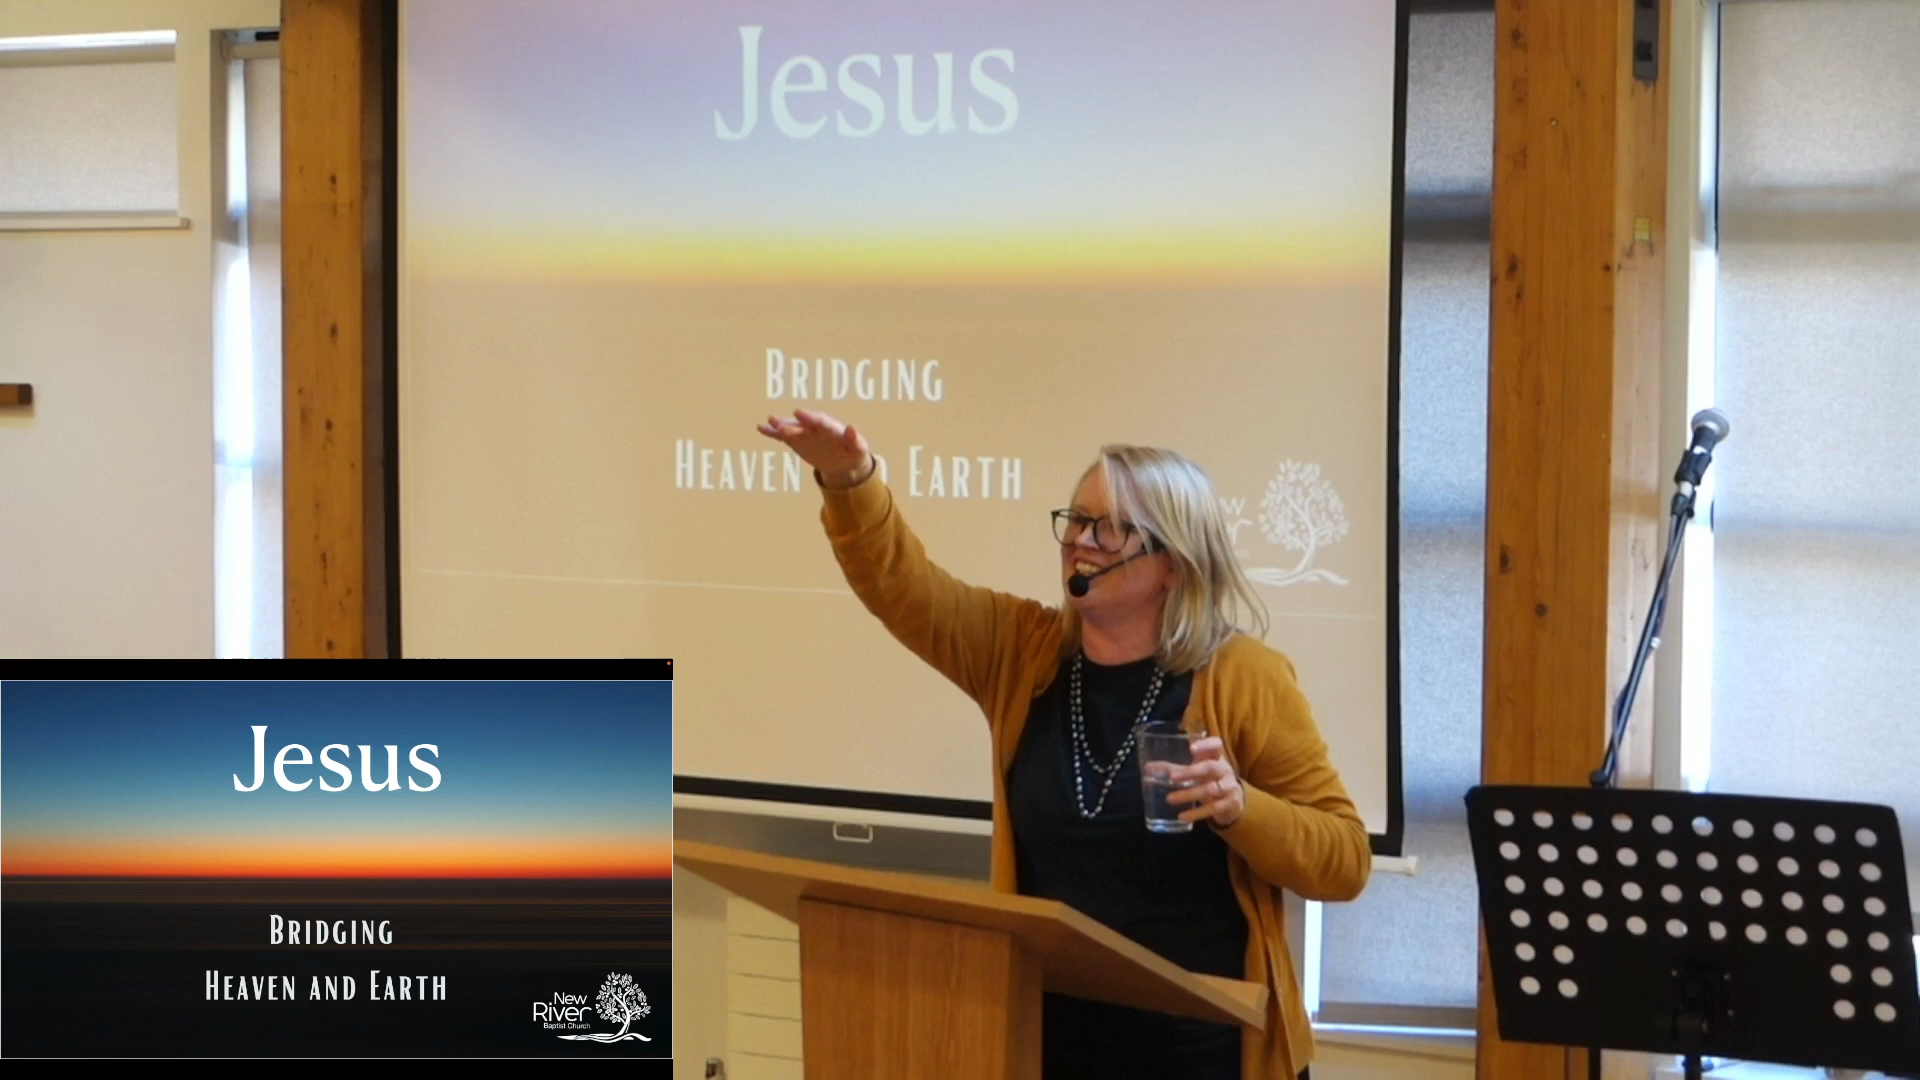 Jesus
Bridging
Heaven Earth
Jesus
Bridging
Heaven and Earth
New
River
Baptist Church